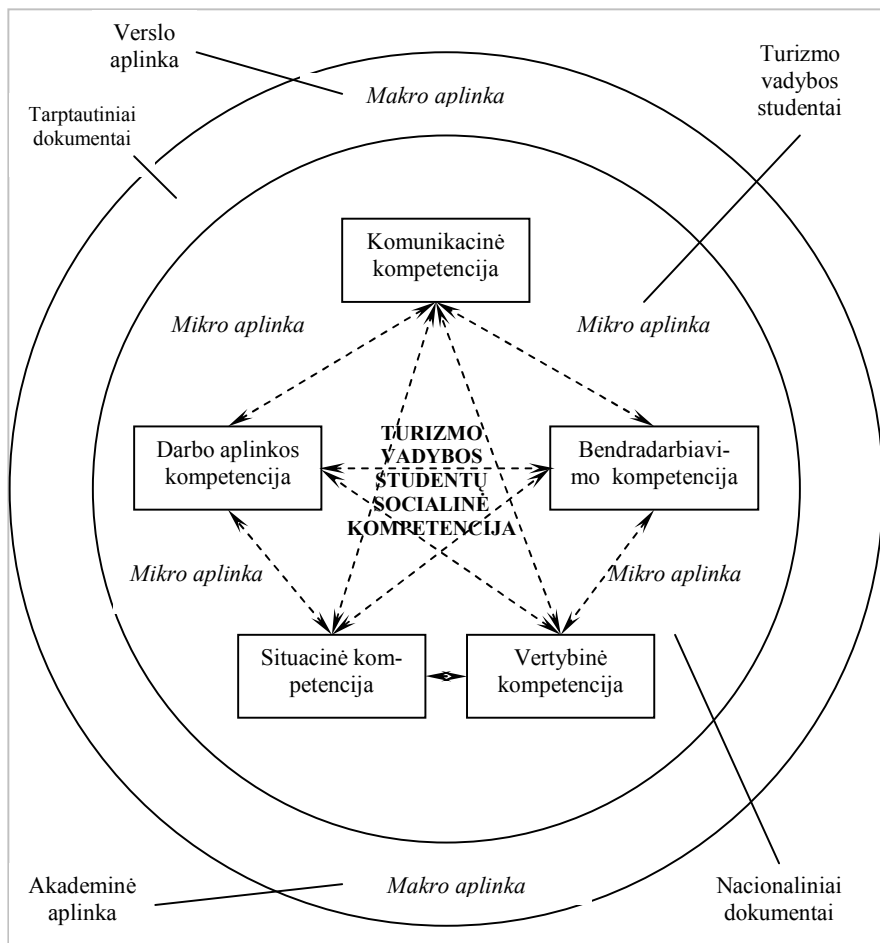 Verslo
aplinka
Turizmo
vadybos
studentai
Makro aplinka
Tarptautiniai
dokumentai
Komunikacinė
kompetencija
Mikro aplinka
Mikro aplinka
Darbo aplinkos
kompetencija
TURIZMO
VADYBOS
STUDENTŲ
SOCIALINĖ
KOMPETENCIJA
Bendradarbiavi-
mo kompetencija
Mikro aplinka
Mikro aplinka
Situacinė kom-
petencija
Vertybinė
kompetencija
Akademinė
aplinka
Makro aplinka
Nacionaliniai
dokumentai